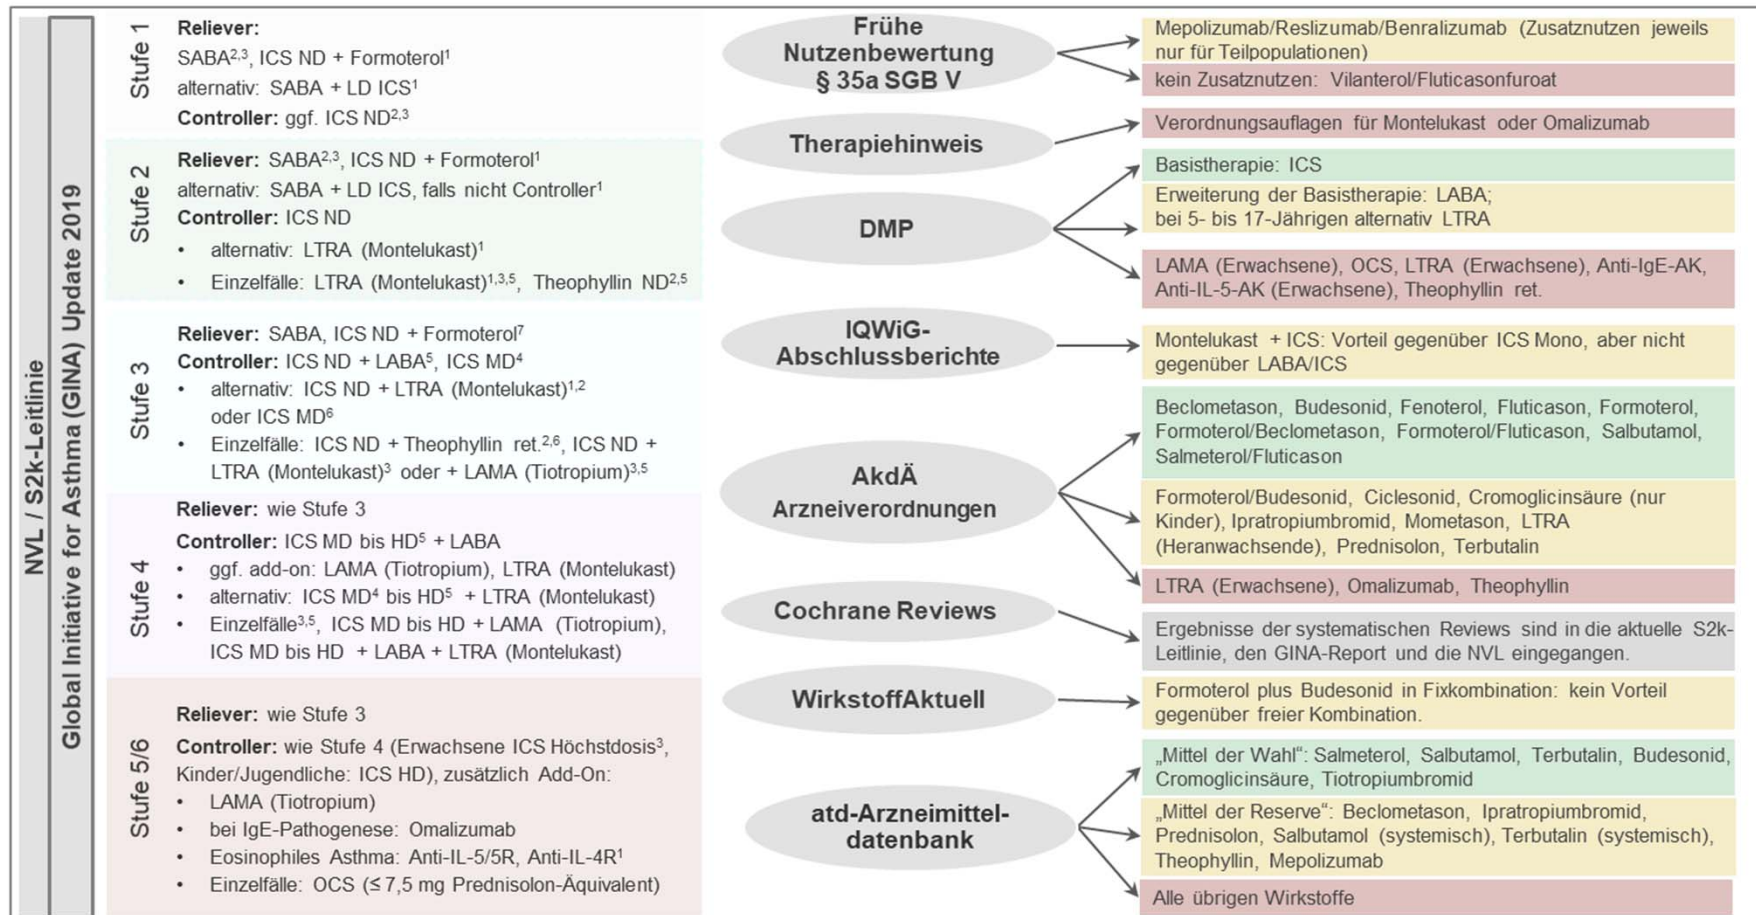 NVL / S2k-Leitlinie
Global Initiative for Asthma (GINA) Update 2019
Stufe 1
Reliever:
SABA2,3, ICS ND + Formoterol1
alternativ: SABA + LD ICS1
Controller: ggf. ICS ND2,3
Stufe 2
Reliever: SABA2,3, ICS ND + Formoterol1
alternativ: SABA + LD ICS, falls nicht Controller1
Controller: ICS ND
• alternativ: LTRA (Montelukast)1
• Einzelfälle: LTRA (Montelukast)1,3,5, Theophyllin ND2,5
Stufe 3
Reliever: SABA, ICS ND + Formoterol7
Controller: ICS ND + LABA5, ICS MD4
• alternativ: ICS ND + LTRA (Montelukast)1,2
oder ICS MD6
• Einzelfälle: ICS ND + Theophyllin ret.2,6, ICS ND +
LTRA (Montelukast)3 oder + LAMA (Tiotropium)3,5
Stufe 4
Reliever: wie Stufe 3
Controller: ICS MD bis HD5 + LABA
• ggf. add-on: LAMA (Tiotropium), LTRA (Montelukast)
• alternativ: ICS MD4 bis HD5 + LTRA (Montelukast)
• Einzelfälle3,5, ICS MD bis HD + LAMA (Tiotropium),
ICS MD bis HD + LABA + LTRA (Montelukast)
Stufe 5/6
Reliever: wie Stufe 3
Controller: wie Stufe 4 (Erwachsene ICS Höchstdosis3,
Kinder/Jugendliche: ICS HD), zusätzlich Add-On:
• LAMA (Tiotropium)
• bei IgE-Pathogenese: Omalizumab
• Eosinophiles Asthma: Anti-IL-5/5R, Anti-IL-4R1
• Einzelfälle: OCS (≤ 7,5 mg Prednisolon-Äquivalent)
Frühe
Nutzenbewertung
§ 35a SGB V
Mepolizumab/Reslizumab/Benralizumab (Zusatznutzen jeweils
nur für Teilpopulationen)
kein Zusatznutzen: Vilanterol/Fluticasonfuroat
Therapiehinweis
Verordnungsauflagen für Montelukast oder Omalizumab
DMP
Basistherapie: ICS
Erweiterung der Basistherapie: LABA;
bei 5- bis 17-Jährigen alternativ LTRA
LAMA (Erwachsene), OCS, LTRA (Erwachsene), Anti-IgE-AK,
Anti-IL-5-AK (Erwachsene), Theophyllin ret.
IQWiG-
Abschlussberichte
Montelukast + ICS: Vorteil gegenüber ICS Mono, aber nicht
gegenüber LABA/ICS
AkdÄ
Arzneiverordnungen
Beclometason, Budesonid, Fenoterol, Fluticason, Formoterol,
Formoterol/Beclometason, Formoterol/Fluticason, Salbutamol,
Salmeterol/Fluticason
Formoterol/Budesonid, Ciclesonid, Cromoglicinsäure (nur
Kinder), Ipratropiumbromid, Mometason, LTRA
(Heranwachsende), Prednisolon, Terbutalin
LTRA (Erwachsene), Omalizumab, Theophyllin
Cochrane Reviews
Ergebnisse der systematischen Reviews sind in die aktuelle S2k-
Leitlinie, den GINA-Report und die NVL eingegangen.
WirkstoffAktuell
Formoterol plus Budesonid in Fixkombination: kein Vorteil
gegenüber freier Kombination.
atd-Arzneimittel-
datenbank
„Mittel der Wahl“: Salmeterol, Salbutamol, Terbutalin, Budesonid,
Cromoglicinsäure, Tiotropiumbromid
„Mittel der Reserve“: Beclometason, Ipratropiumbromid,
Prednisolon, Salbutamol (systemisch), Terbutalin (systemisch),
Theophyllin, Mepolizumab
Alle übrigen Wirkstoffe